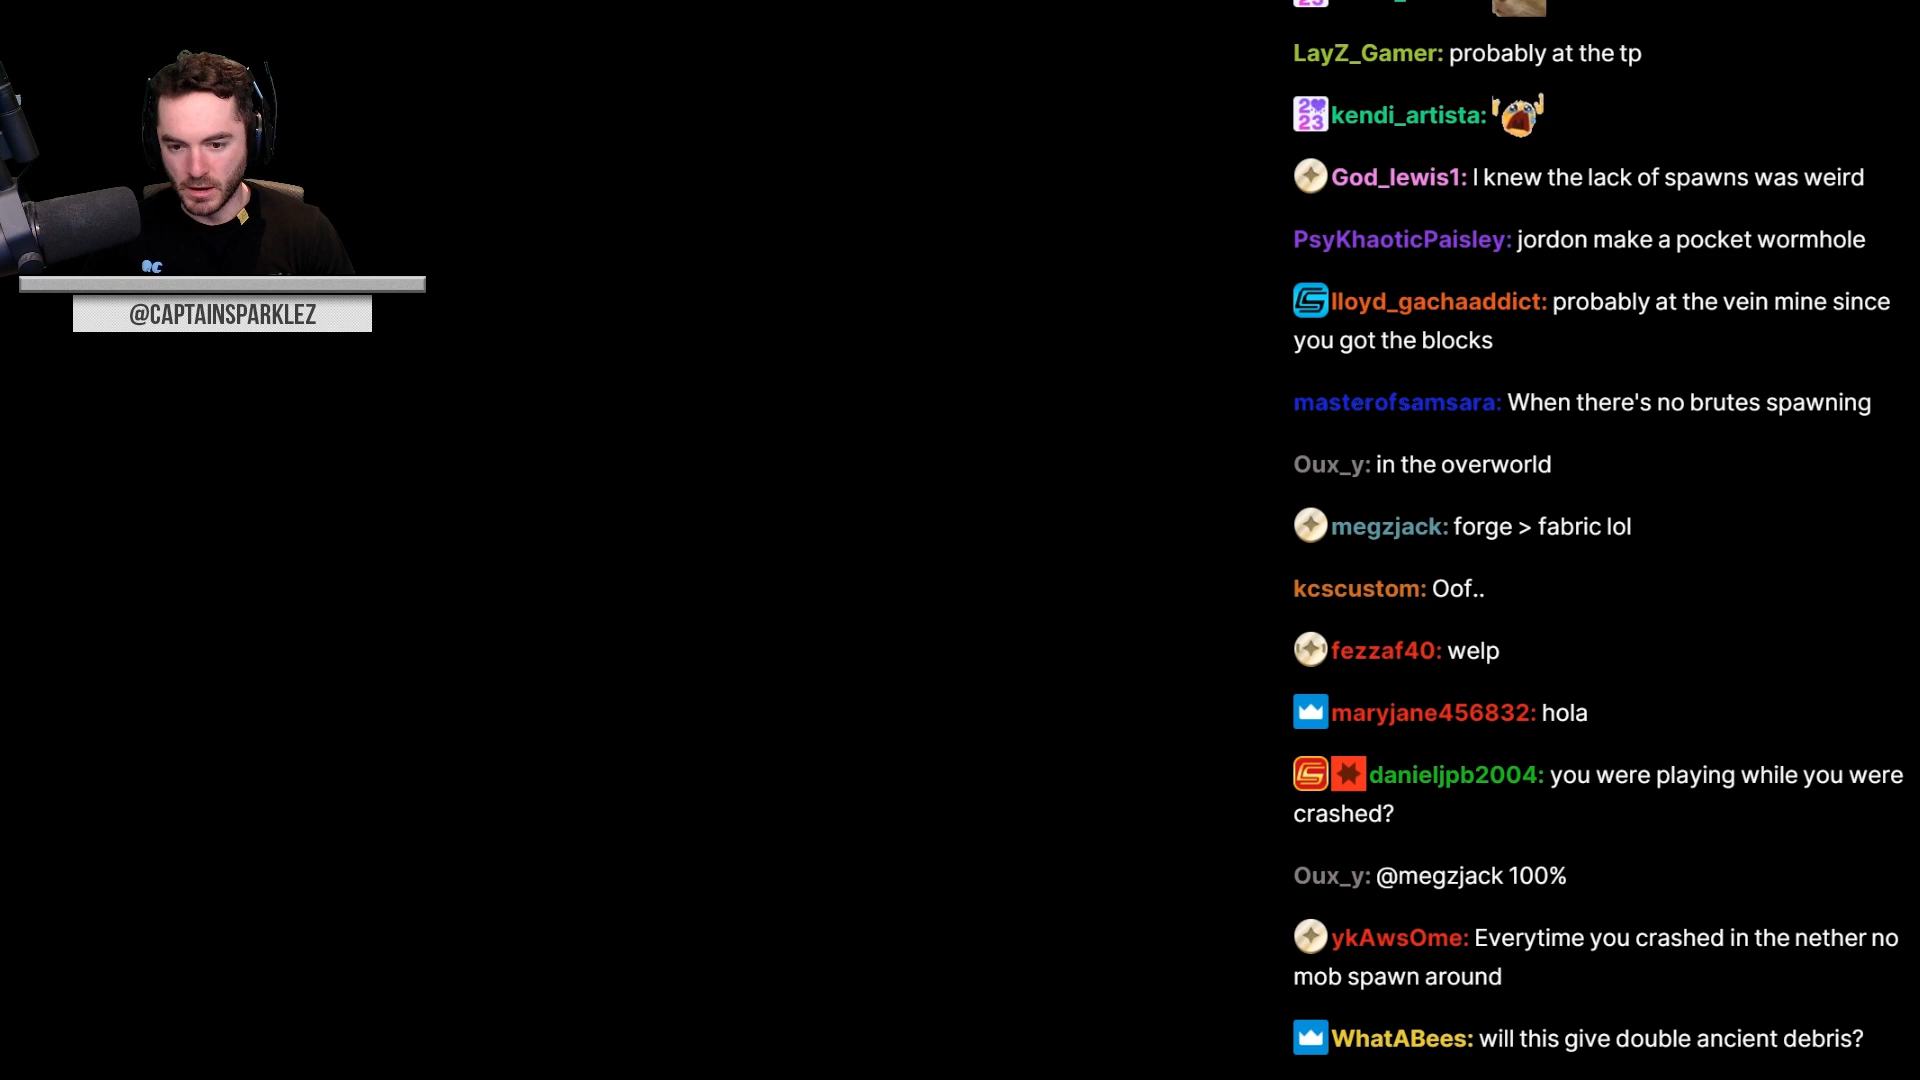 @CAPTAINSPARKLEZ
LayZ_Gamer: probably at the tp
kendi_artista:
God_lewis1: I knew the lack of spawns was weird
PsyKhaoticPaisley: jordon make a pocket wormhole
lloyd_gachaaddict: probably at the vein mine since
you got the blocks
masterofsamsara: When there's no brutes spawning
Oux_y: in the overworld
megzjack: forge > fabric lol
kcscustom: Oof..
fezzaf40: welp
maryjane456832: hola
danieljpb2004: you were playing while you were
crashed?
Oux_y: @megzjack 100%
ykAwsOme: Everytime you crashed in the nether no
mob spawn around
WhatABees: will this give double ancient debris?